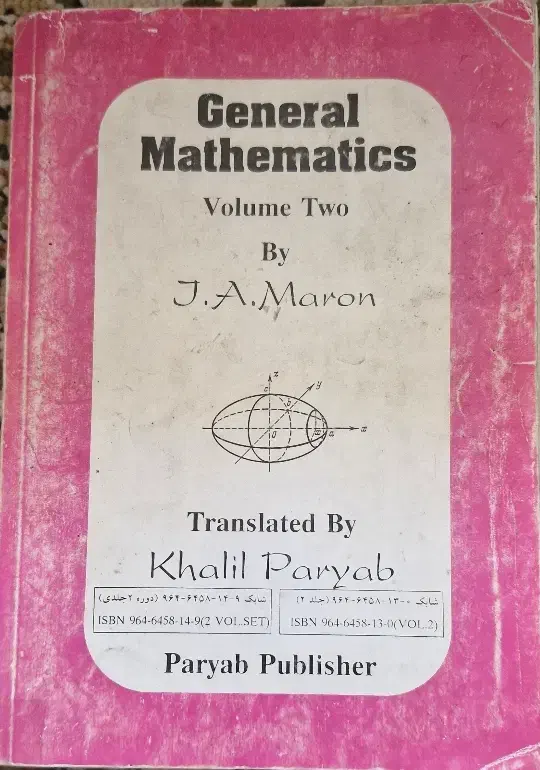 General
Mathematics
Volume Two
By
I.A.Maron
z
y
c
b
0
a
x
Translated By
Khalil Paryab
شابک ۹-۱۴-۶۴۵۸-۹۶۴ (دوره ۲جلدی)
ISBN 964-6458-14-9(2 VOL.SET)
شابک ۰-۱۳-۶۴۵۸-۹۶۴ (جلد ۲)
ISBN 964-6458-13-0(VOL.2)
Paryab Publisher